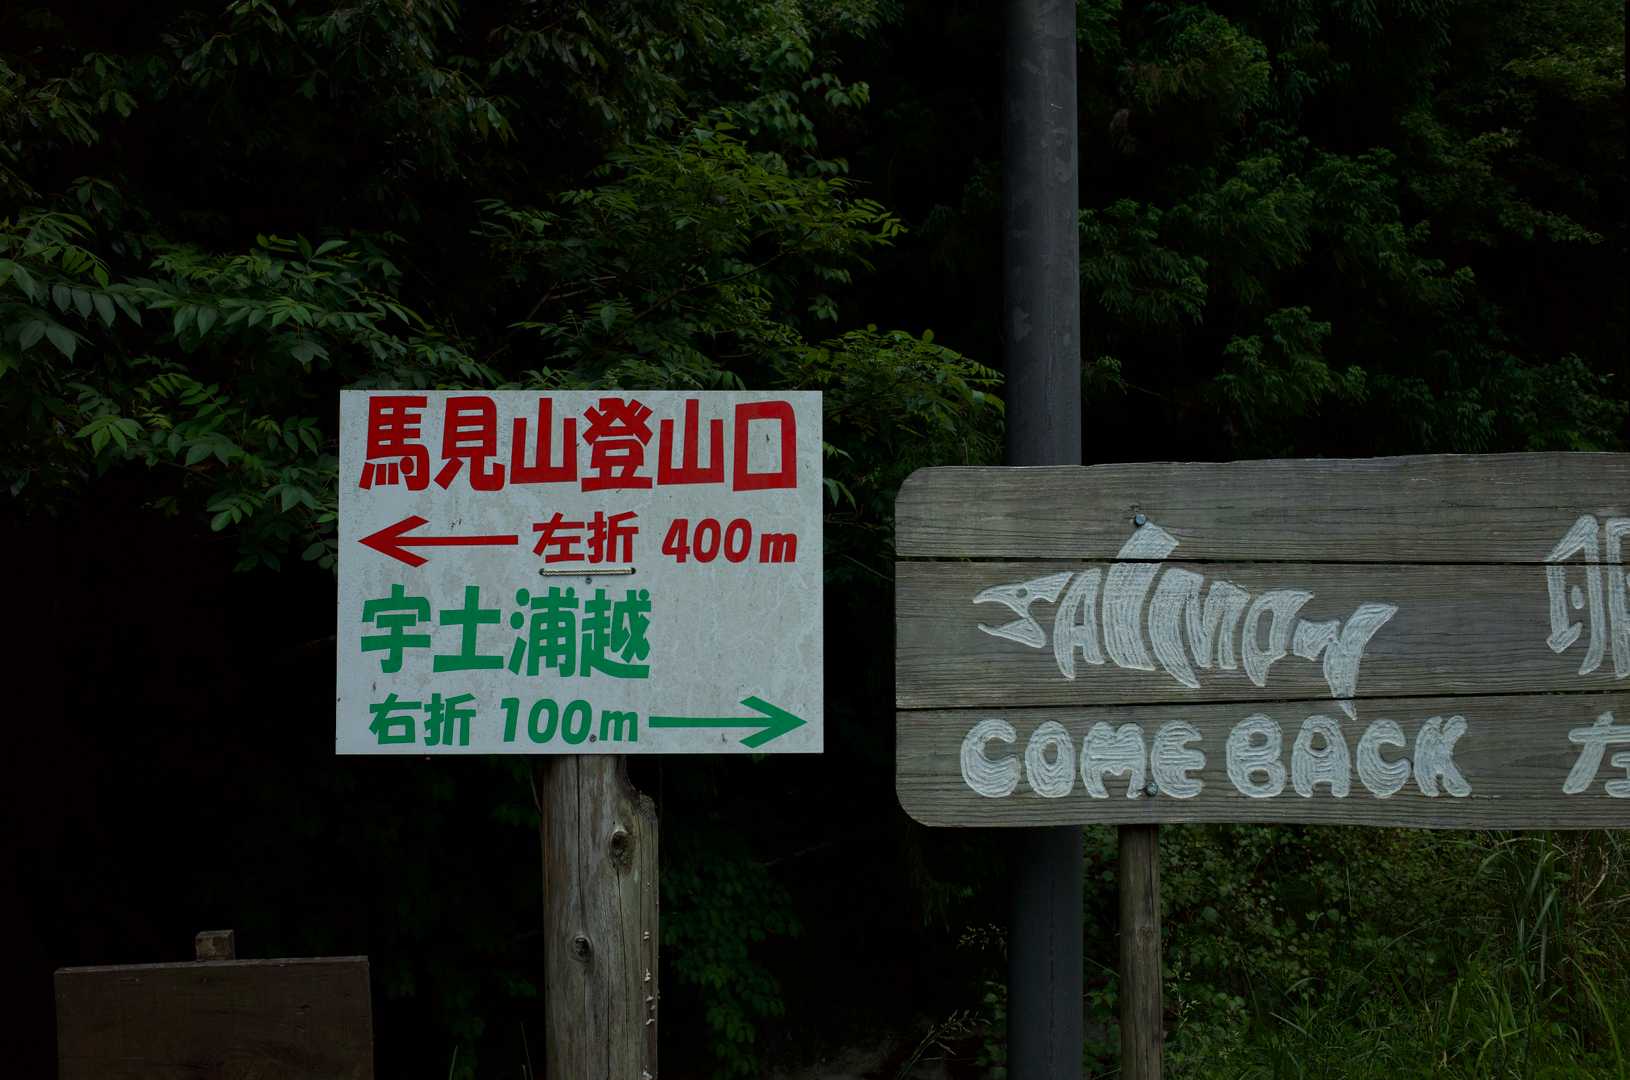 馬見山登山口
← 左折 400m
宇土浦越
右折 100m →
SALMON
COME BACK